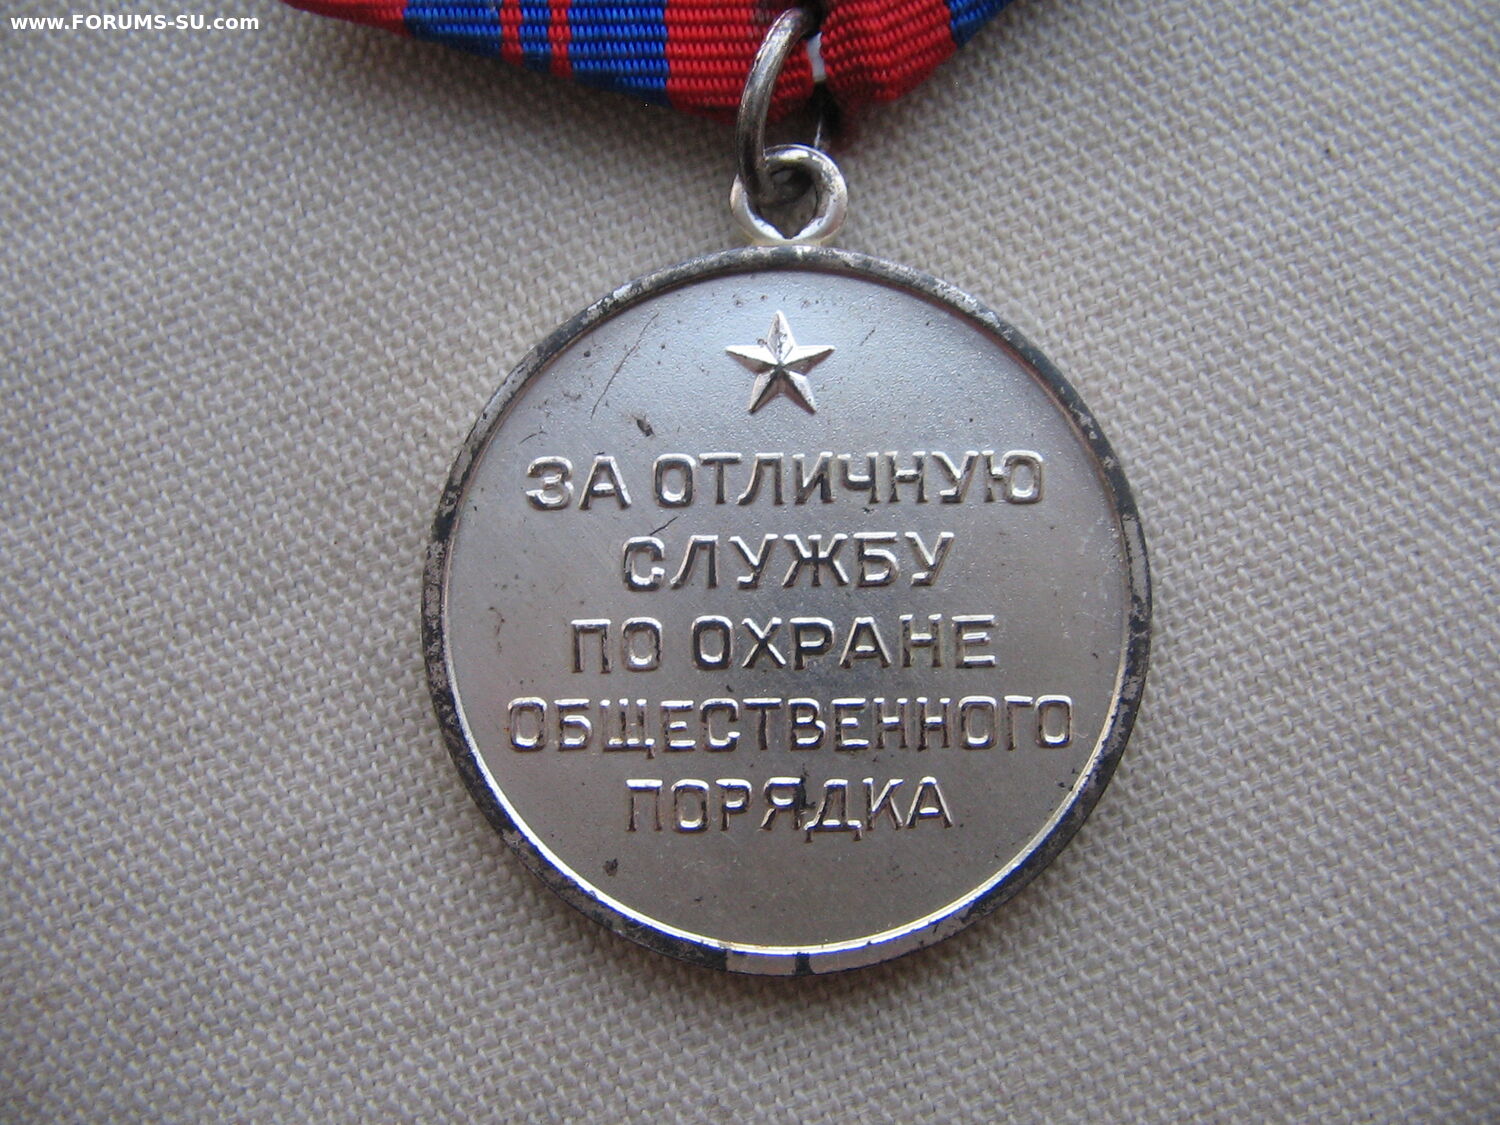 www.FORUMS-SU.com
ЗА ОТЛИЧНУЮ
СЛУЖБУ
ПО ОХРАНЕ
ОБЩЕСТВЕННОГО
ПОРЯДКА